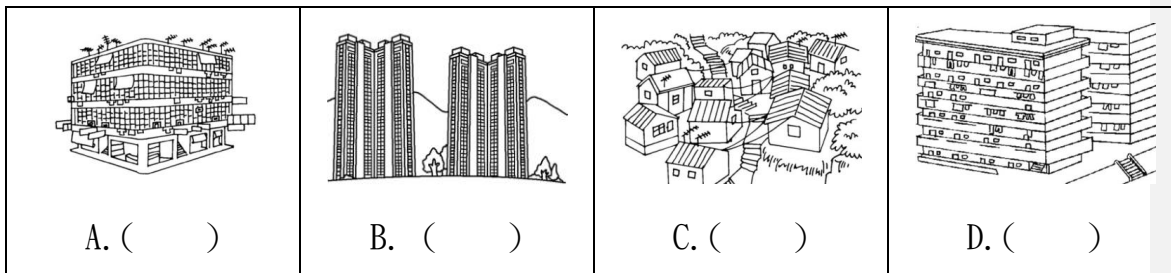 A.(　　)
B.(　　)
C.(　　)
D.(　　)